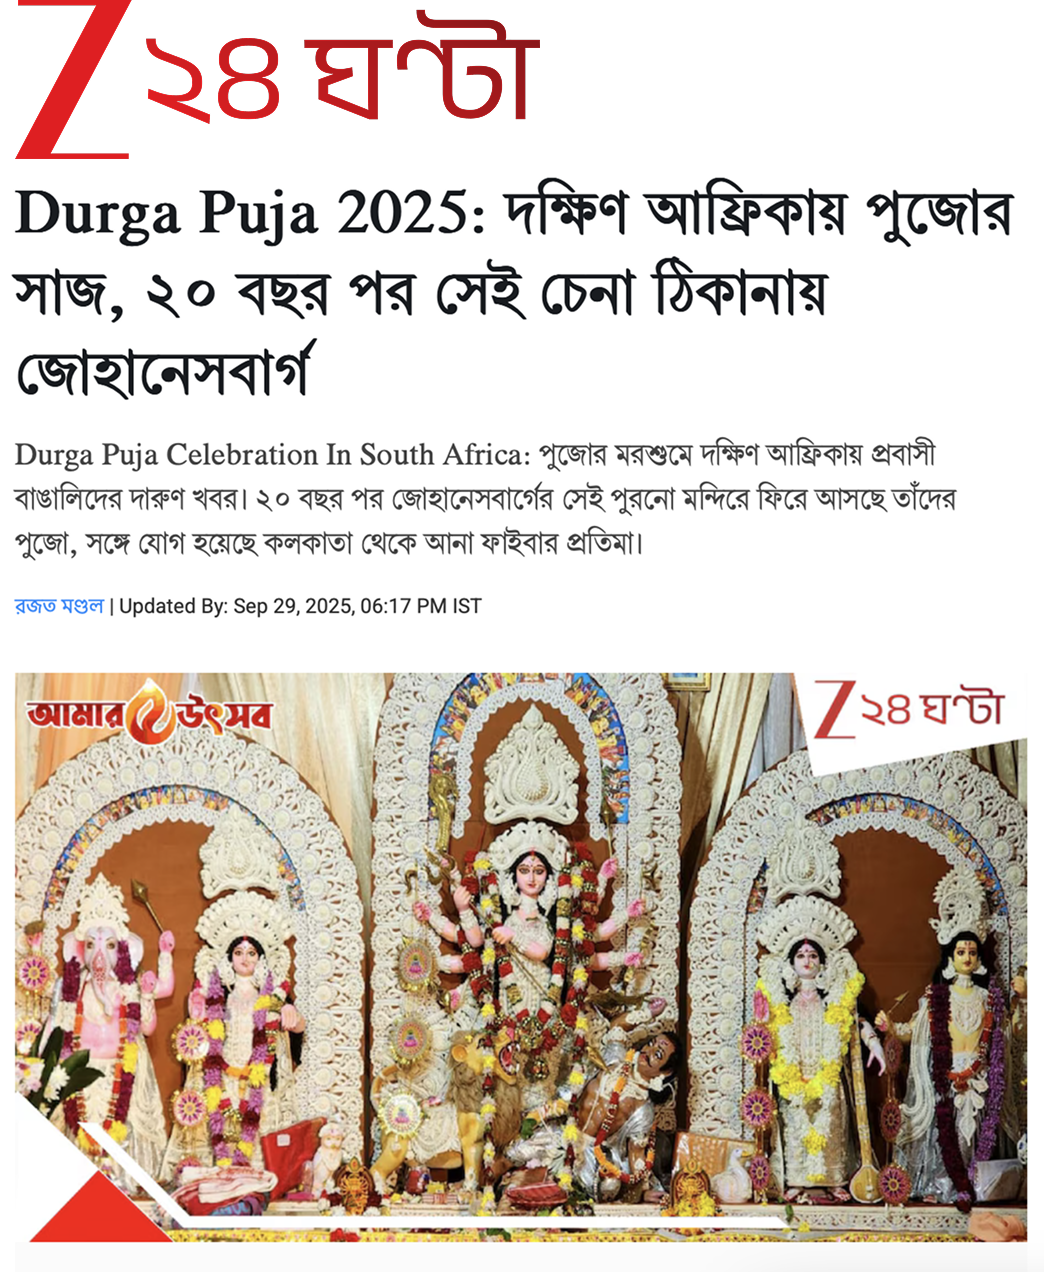 Z ২৪ ঘণ্টা
Durga Puja 2025: দক্ষিণ আফ্রিকায় পুজোর
সাজ, ২০ বছর পর সেই চেনা ঠিকানায়
জোহানেসবার্গ
Durga Puja Celebration In South Africa: পুজোর মরশুমে দক্ষিণ আফ্রিকায় প্রবাসী
বাঙালিদের দারুণ খবর। ২০ বছর পর জোহানেসবার্গের সেই পুরনো মন্দিরে ফিরে আসছে তাঁদের
পুজো, সঙ্গে যোগ হয়েছে কলকাতা থেকে আনা ফাইবার প্রতিমা।
রজত মণ্ডল | Updated By: Sep 29, 2025, 06:17 PM IST
আমার উৎসব
Z ২৪ ঘণ্টা